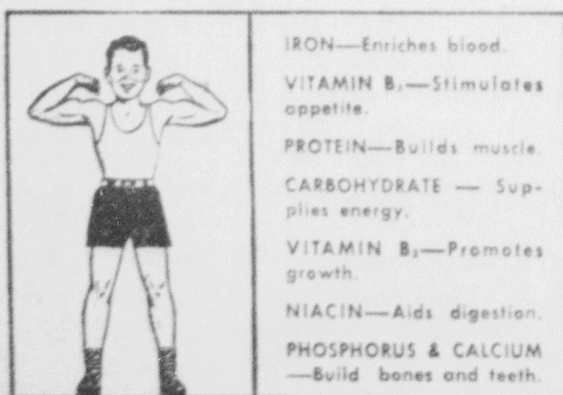 IRON—Enriches blood.
VITAMIN B₁—Stimulates
appetite.
PROTEIN—Builds muscle.
CARBOHYDRATE — Sup-
plies energy.
VITAMIN B₂—Promotes
growth.
NIACIN—Aids digestion.
PHOSPHORUS & CALCIUM
—Build bones and teeth.